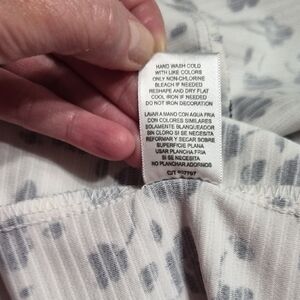 HAND WASH COLD
WITH LIKE COLORS
ONLY NON-CHLORINE
BLEACH IF NEEDED
RESHAPE AND DRY FLAT
COOL IRON IF NEEDED
DO NOT IRON DECORATION
LAVAR A MANO CON AQUA FRIA
CON COLORES SIMILARES
SOLAMENTE BLANQUEADOR
SIN CLORO SI SE NECESITA
REFORMAR Y SECAR SOBRE
SUPERFICIE PLANA
USAR PLANCHA FRIA
SI SE NECESITA
NO PLANCHAR ADORNOS
C/T